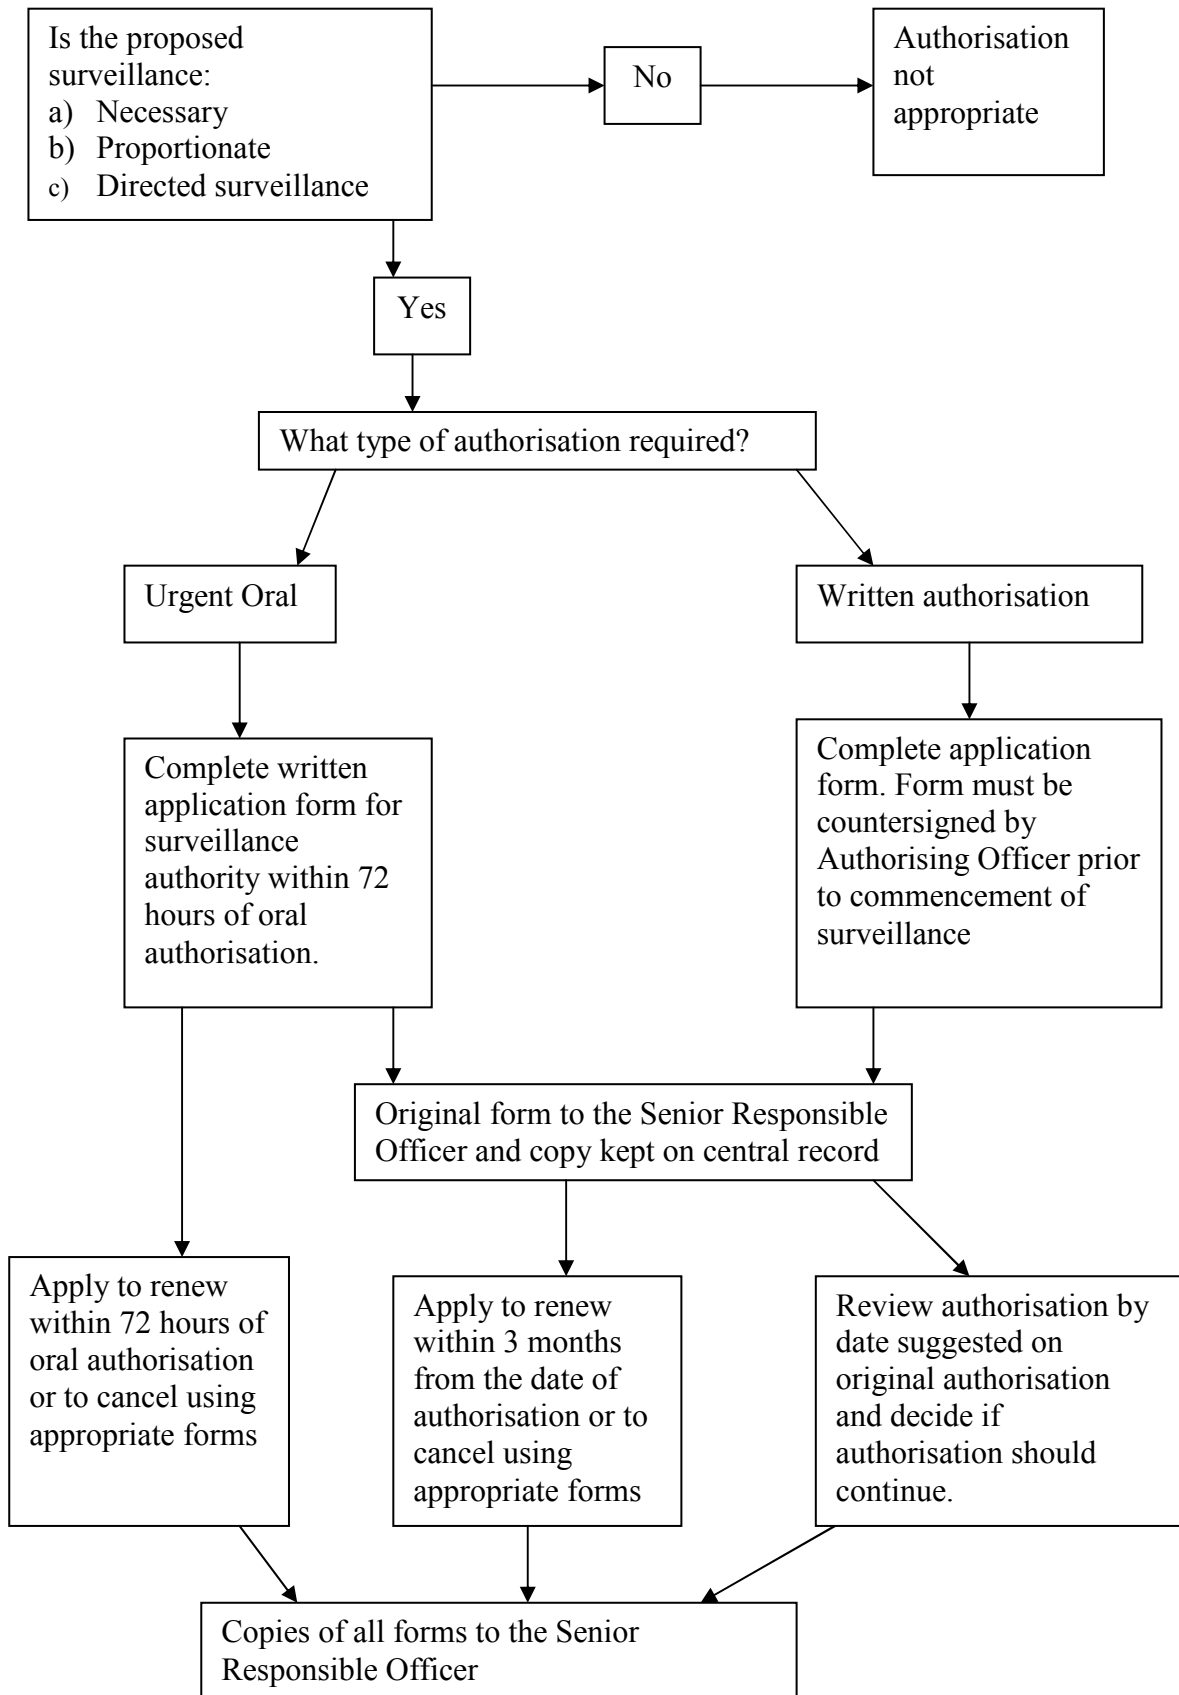 Is the proposed
surveillance:
a) Necessary
b) Proportionate
c) Directed surveillance
No
Authorisation
not
appropriate
Yes
What type of authorisation required?
Urgent Oral
Written authorisation
Complete written
application form for
surveillance
authority within 72
hours of oral
authorisation.
Complete application
form. Form must be
countersigned by
Authorising Officer prior
to commencement of
surveillance
Original form to the Senior Responsible
Officer and copy kept on central record
Apply to renew
within 72 hours of
oral authorisation
or to cancel using
appropriate forms
Apply to renew
within 3 months
from the date of
authorisation or to
cancel using
appropriate forms
Review authorisation by
date suggested on
original authorisation
and decide if
authorisation should
continue.
Copies of all forms to the Senior
Responsible Officer